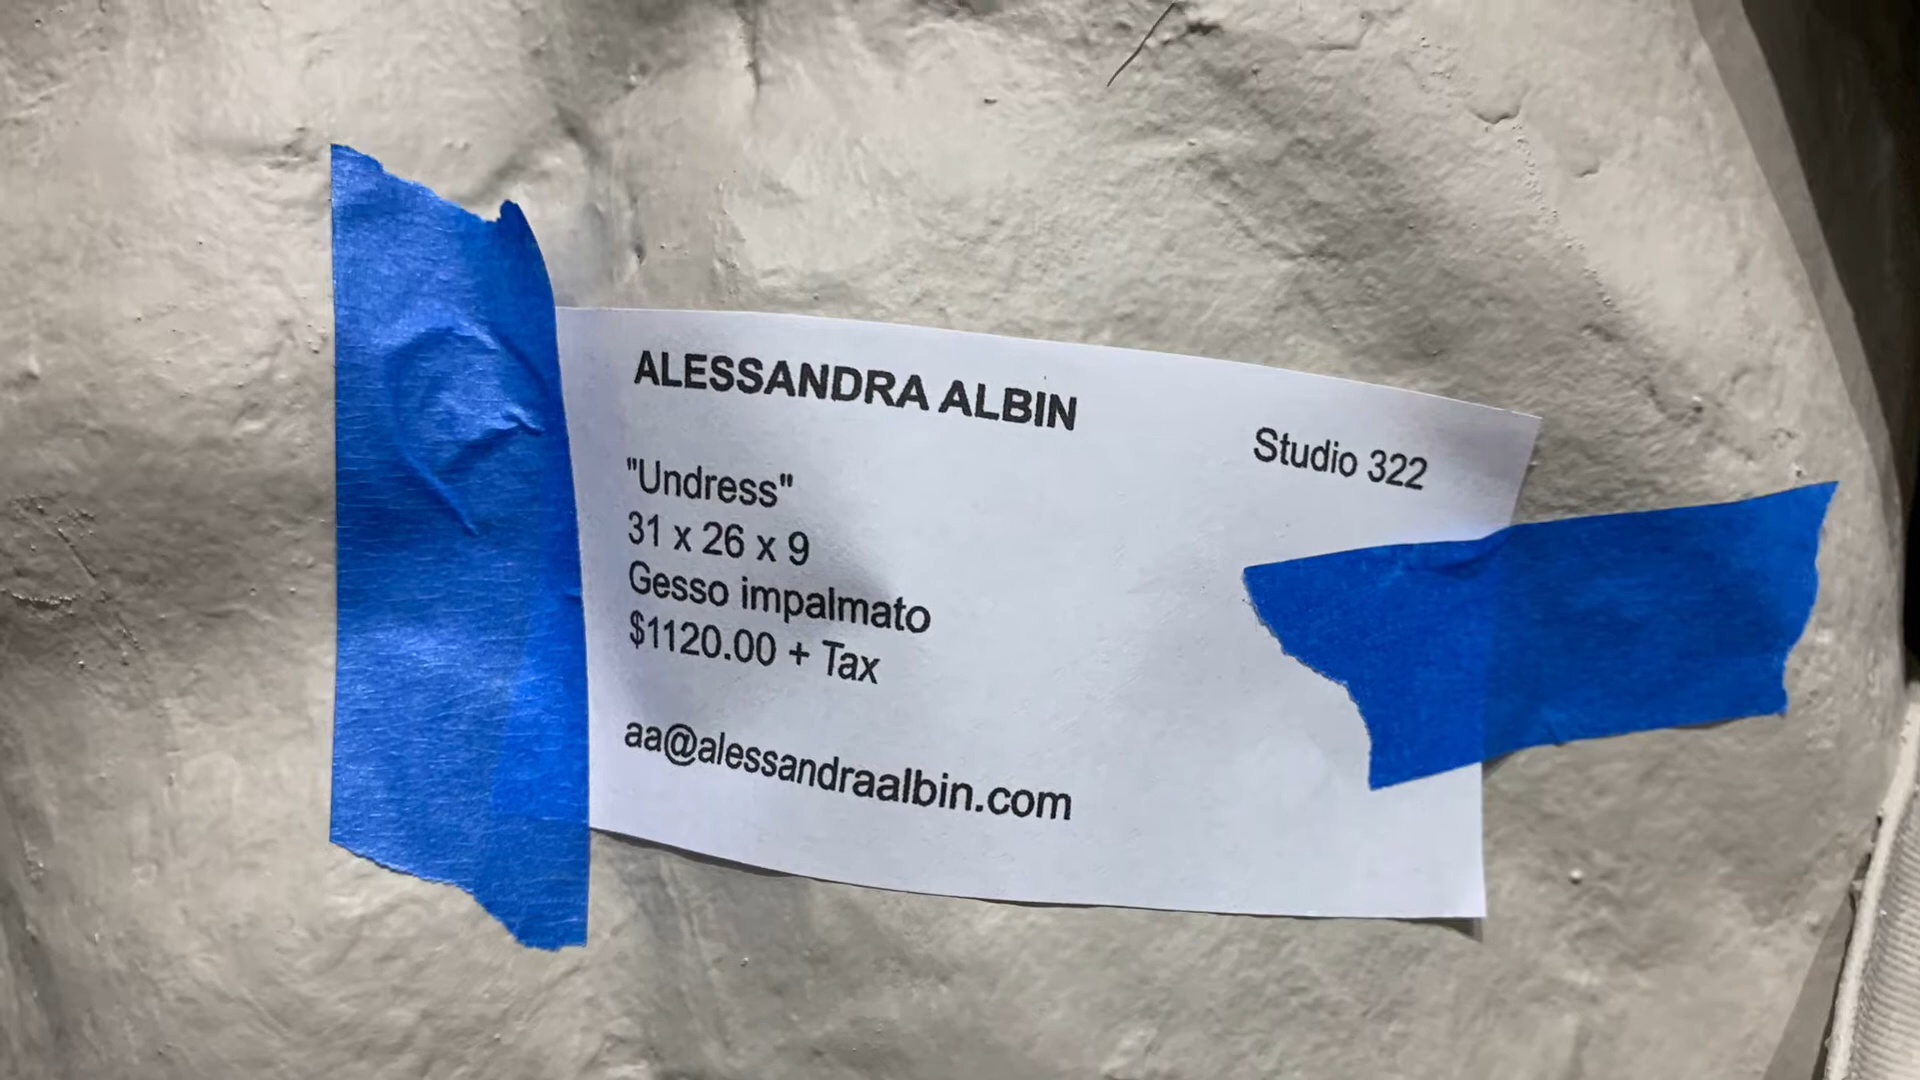 ALESSANDRA ALBIN
Studio 322
"Undress"
31 x 26 x 9
Gesso impalmato
$1120.00 + Tax
aa@alessandraalbin.com